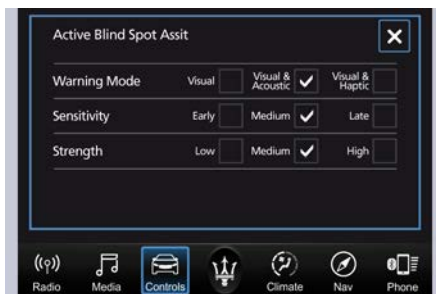 Active Blind Spot Assit
Warning Mode Visual Visual & Acoustic Visual & Haptic
Sensitivity Early Medium Late
Strength Low Medium High
Radio Media Controls Climate Nav Phone